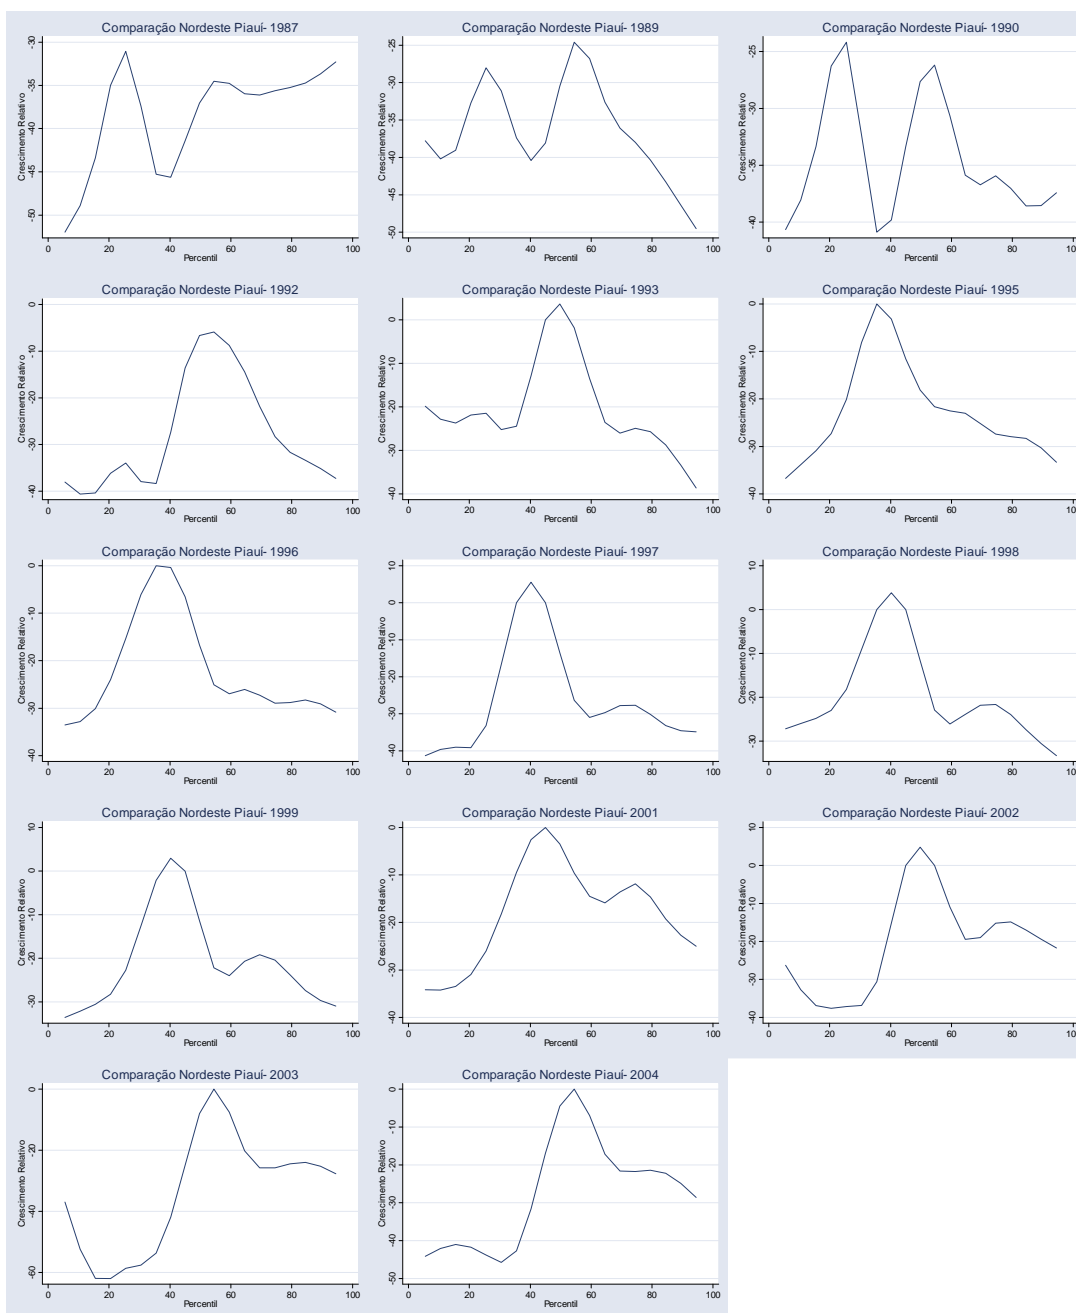 Comparação Nordeste Piauí- 1987
Crescimento Relativo
-30
-35
-40
-45
-50
0 20 40 60 80 100
Percentil
Comparação Nordeste Piauí- 1989
Crescimento Relativo
-25
-30
-35
-40
-45
-50
0 20 40 60 80 100
Percentil
Comparação Nordeste Piauí- 1990
Crescimento Relativo
-25
-30
-35
-40
0 20 40 60 80 100
Percentil
Comparação Nordeste Piauí- 1992
Crescimento Relativo
0
-10
-20
-30
-40
0 20 40 60 80 100
Percentil
Comparação Nordeste Piauí- 1993
Crescimento Relativo
0
-10
-20
-30
-40
0 20 40 60 80 100
Percentil
Comparação Nordeste Piauí- 1995
Crescimento Relativo
0
-10
-20
-30
-40
0 20 40 60 80 100
Percentil
Comparação Nordeste Piauí- 1996
Crescimento Relativo
0
-10
-20
-30
-40
0 20 40 60 80 100
Percentil
Comparação Nordeste Piauí- 1997
Crescimento Relativo
10
0
-10
-20
-30
-40
0 20 40 60 80 100
Percentil
Comparação Nordeste Piauí- 1998
Crescimento Relativo
10
0
-10
-20
-30
0 20 40 60 80 100
Percentil
Comparação Nordeste Piauí- 1999
Crescimento Relativo
10
0
-10
-20
-30
0 20 40 60 80 100
Percentil
Comparação Nordeste Piauí- 2001
Crescimento Relativo
0
-10
-20
-30
-40
0 20 40 60 80 100
Percentil
Comparação Nordeste Piauí- 2002
Crescimento Relativo
10
0
-10
-20
-30
-40
0 20 40 60 80 100
Percentil
Comparação Nordeste Piauí- 2003
Crescimento Relativo
0
-20
-40
-60
0 20 40 60 80 100
Percentil
Comparação Nordeste Piauí- 2004
Crescimento Relativo
0
-10
-20
-30
-40
-50
0 20 40 60 80 100
Percentil